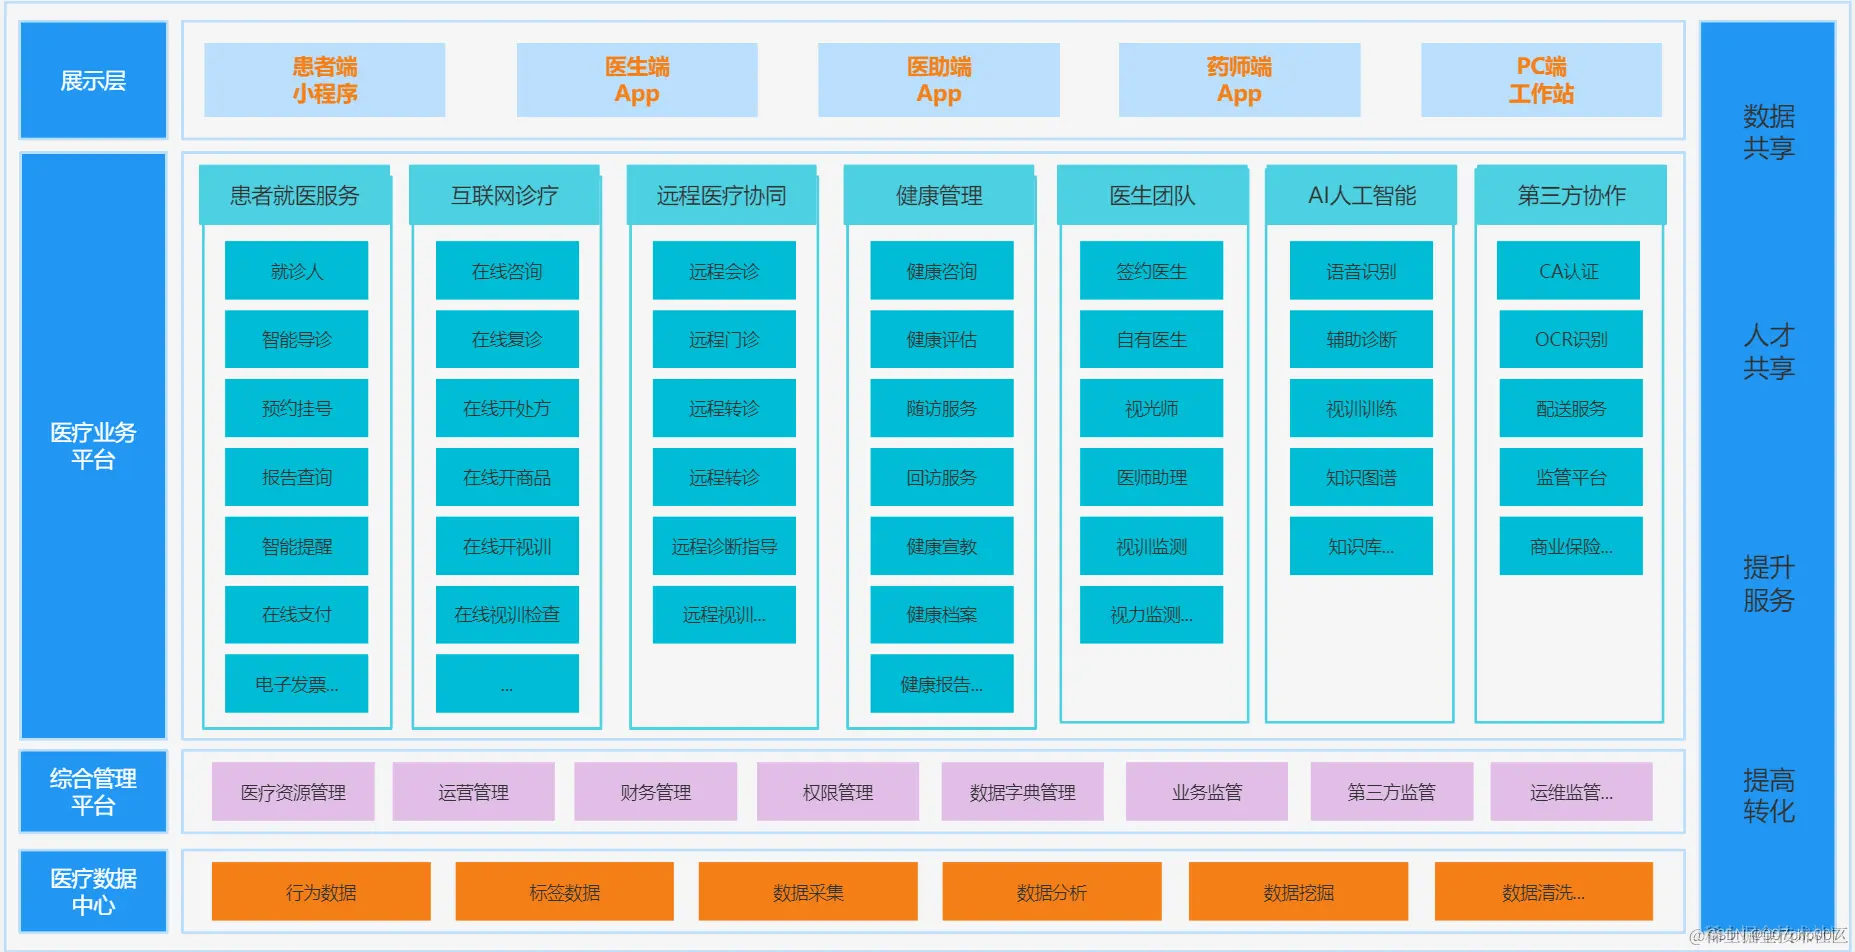 展示层
患者端
小程序
医生端
App
医助端
App
药师端
App
PC端
工作站
医疗业务
平台
患者就医服务
就诊人
智能导诊
预约挂号
报告查询
智能提醒
在线支付
电子发票...
互联网诊疗
在线咨询
在线复诊
在线开处方
在线开商品
在线开视训
在线视训检查
...
远程医疗协同
远程会诊
远程门诊
远程转诊
远程转诊
远程诊断指导
远程视训...
健康管理
健康咨询
健康评估
随访服务
回访服务
健康宣教
健康档案
健康报告...
医生团队
签约医生
自有医生
视光师
医师助理
视训监测
视力监测...
AI人工智能
语音识别
辅助诊断
视训训练
知识图谱
知识库...
第三方协作
CA认证
OCR识别
配送服务
监管平台
商业保险...
综合管理
平台
医疗资源管理
运营管理
财务管理
权限管理
数据字典管理
业务监管
第三方监管
运维监管...
医疗数据
中心
行为数据
标签数据
数据采集
数据分析
数据挖掘
数据清洗...
数据
共享
人才
共享
提升
服务
提高
转化
@稀土掘金技术社区